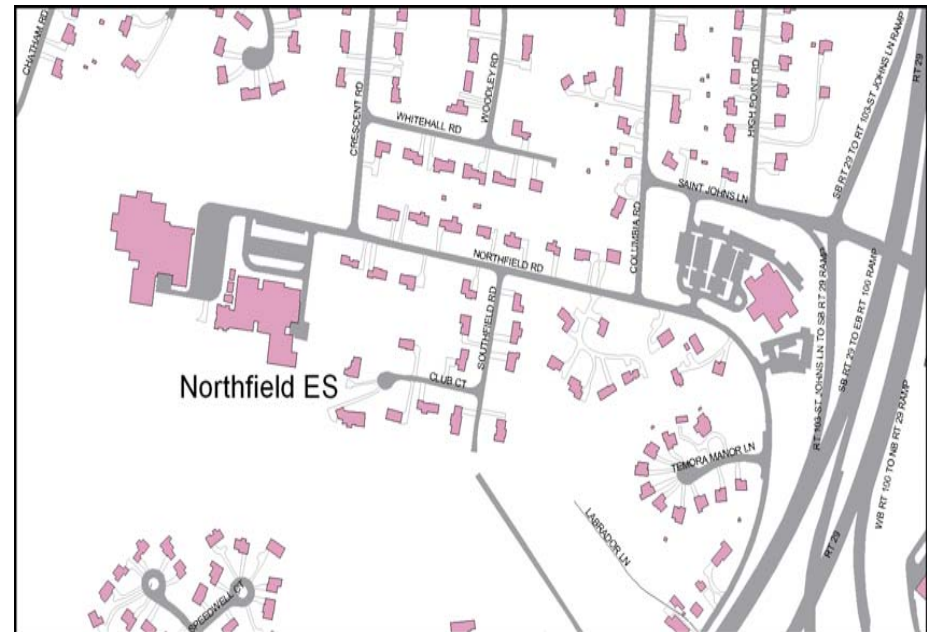 CHATHAM RD
CRESCENT RD
WHITEHALL RD
WOODLEY RD
HIGH POINT RD
SB RT 29 TO RT 103-ST JOHNS LN RAMP
RT 29
SAINT JOHNS LN
COLUMBIA RD
NORTHFIELD RD
SOUTHFIELD RD
CLUB CT
Northfield ES
RT 103-ST JOHNS LN TO SB RT 29 RAMP
SB RT 29 TO EB RT 100 RAMP
WB RT 100 TO NB RT 29 RAMP
TEMORA MANOR LN
LABRADOR LN
RT 29
SPEEDWELL CT